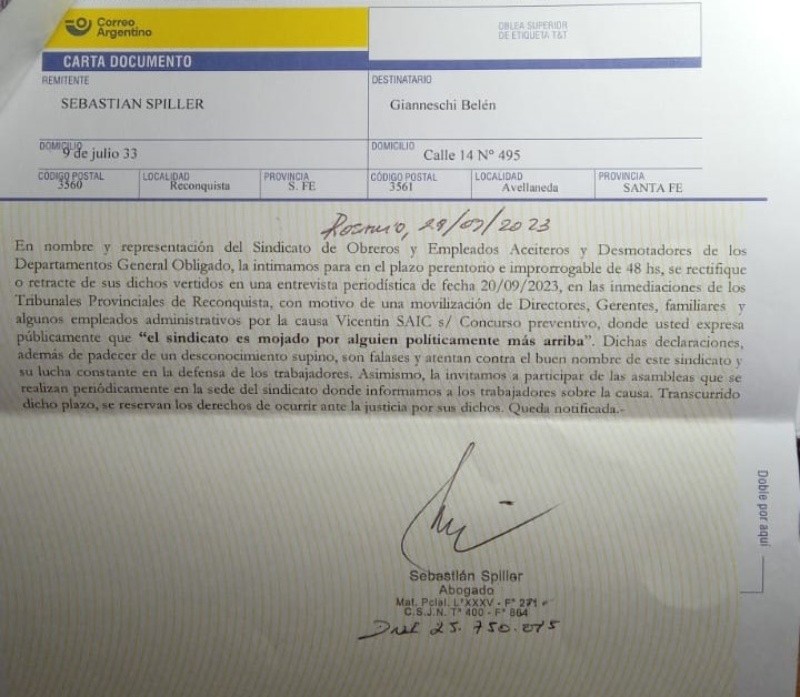 Correo
Argentino
OBLEA SUPERIOR
DE ETIQUETA T&T
CARTA DOCUMENTO
REMITENTE
DESTINATARIO
SEBASTIAN SPILLER
Gianneschi Belén
DOMICILIO
9 de julio 33
DOMICILIO
Calle 14 Nº 495
CÓDIGO POSTAL
3560
LOCALIDAD
Reconquista
PROVINCIA
S. FE
CÓDIGO POSTAL
3561
LOCALIDAD
Avellaneda
PROVINCIA
SANTA FE
Rosario, 29/09/2023
En nombre y representación del Sindicato de Obreros y Empleados Aceiteros y Desmotadores de los
Departamentos General Obligado, la intimamos para en el plazo perentorio e improrrogable de 48 hs, se rectifique
o retracte de sus dichos vertidos en una entrevista periodística de fecha 20/09/2023, en las inmediaciones de los
Tribunales Provinciales de Reconquista, con motivo de una movilización de Directores, Gerentes, familiares y
algunos empleados administrativos por la causa Vicentin SAIC s/ Concurso preventivo, donde usted expresa
públicamente que “el sindicato es mojado por alguien políticamente más arriba”. Dichas declaraciones,
además de padecer de un desconocimiento supino, son falases y atentan contra el buen nombre de este sindicato y
su lucha constante en la defensa de los trabajadores. Asimismo, la invitamos a participar de las asambleas que se
realizan periódicamente en la sede del sindicato donde informamos a los trabajadores sobre la causa. Transcurrido
dicho plazo, se reservan los derechos de ocurrir ante la justicia por sus dichos. Queda notificada.-
Doble por aquí
Sebastián Spiller
Abogado
Mat. Pcial. LºXXXV - Fº 271
C.S.J.N. Tº 400 - Fº 864
25.750.075